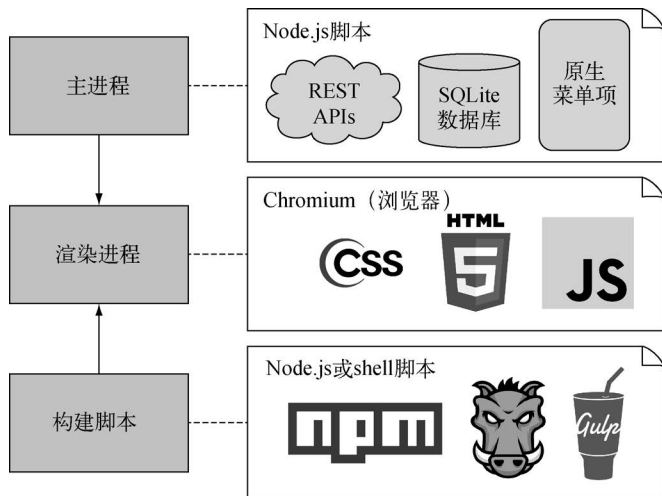 主进程
Node.js脚本
REST
APIs
SQLite
数据库
原生
菜单项
渲染进程
Chromium（浏览器）
CSS
HTML
5
JS
构建脚本
Node.js或shell脚本
npm
Gulp